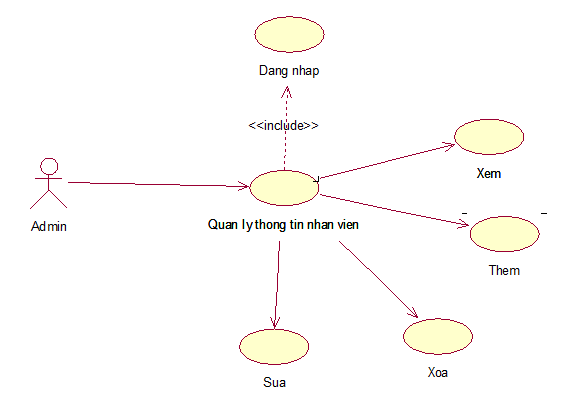 Dang nhap
<<include>>
Xem
Admin
Quan ly thong tin nhan vien
Them
Sua
Xoa